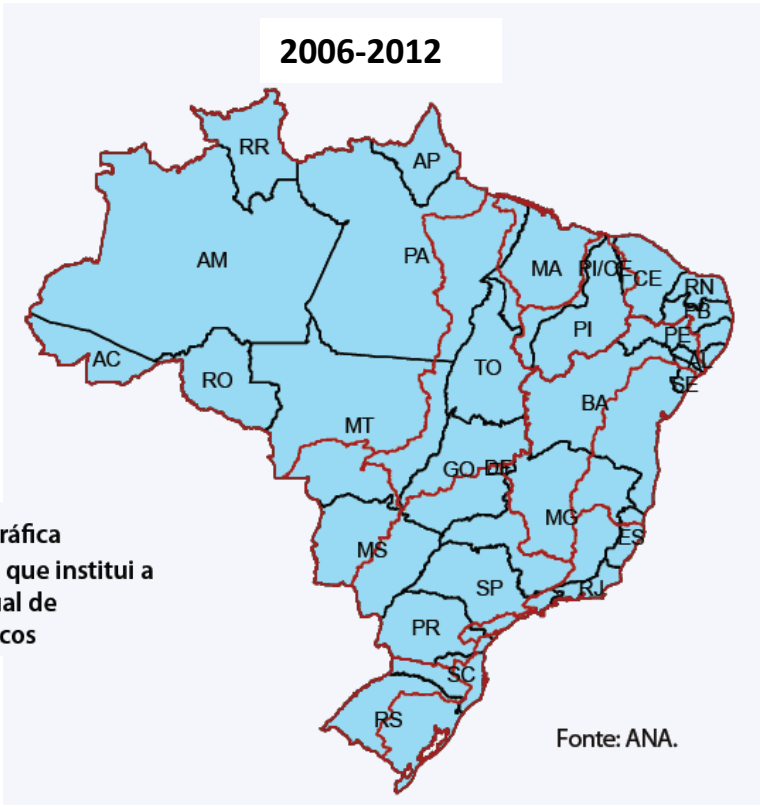 2006-2012
RR
AP
AM
PA
MA
PI/CE
CE
RN
PB
PI
PE
AC
AL
TO
RO
SE
BA
MT
GO
DF
MG
ráfica
ES
que institui a
MS
SP
RJ
al de
cos
PR
SC
RS
Fonte: ANA.